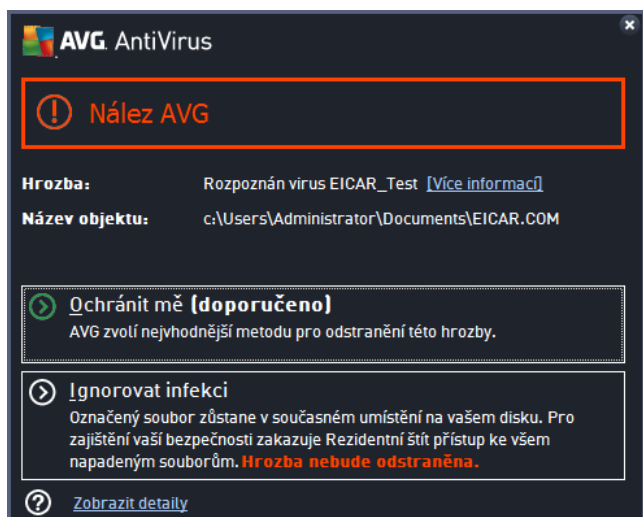 AVG. AntiVirus
Nález AVG
Hrozba: Rozpoznán virus EICAR_Test [Více informací]
Název objektu: c:\Users\Administrator\Documents\EICAR.COM
Ochránit mě (doporučeno)
AVG zvolí nejvhodnější metodu pro odstranění této hrozby.
Ignorovat infekci
Označený soubor zůstane v současném umístění na vašem disku. Pro
zajištění vaší bezpečnosti zakazuje Rezidentní štít přístup ke všem
napadeným souborům. Hrozba nebude odstraněna.
Zobrazit detaily